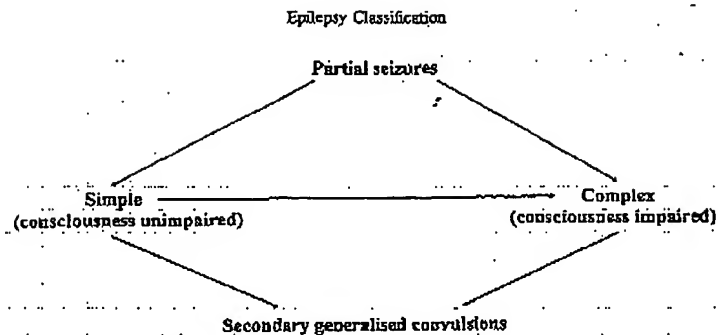 Epilepsy Classification
Partial seizures
Simple
(consciousness unimpaired)
Complex
(consciousness impaired)
Secondary generalised convulsions